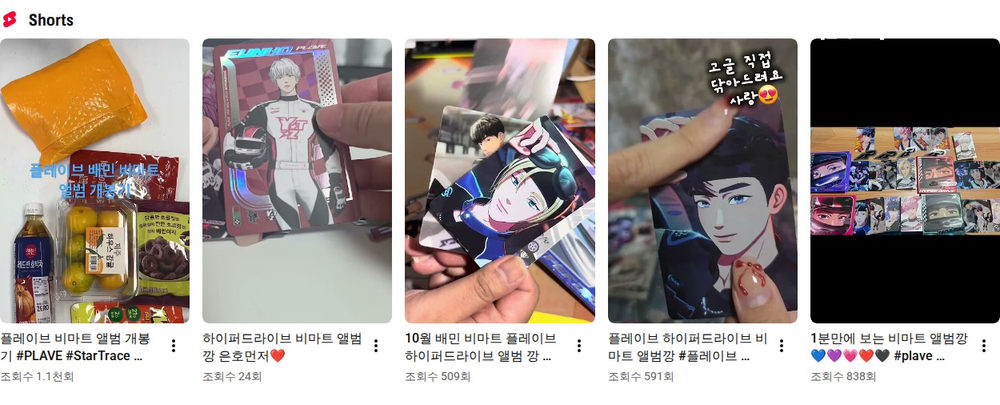 Shorts
플레이브 배민 비마트
앨범 개봉기
EUNHO PLAVE
고글 직접
닦아드려요
사랑😍
플레이브 비마트 앨범 개봉
기 #PLAVE #StarTrace ...
조회수 1.1천회
하이퍼드라이브 비마트 앨범
깡 은호먼저❤️
조회수 24회
10월 배민 비마트 플레이브
하이퍼드라이브 앨범 깡 ...
조회수 509회
플레이브 하이퍼드라이브 비
마트 앨범깡 #플레이브 ...
조회수 591회
1분만에 보는 비마트 앨범깡
💙💜💗❤️🖤 #plave ...
조회수 838회